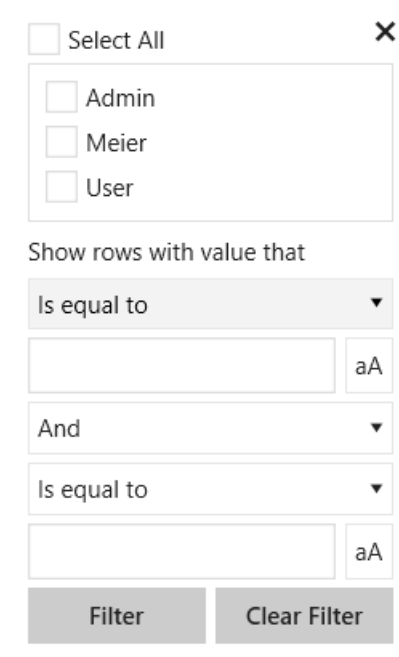 Select All
Admin
Meier
User
Show rows with value that
Is equal to
aA
And
Is equal to
aA
Filter
Clear Filter